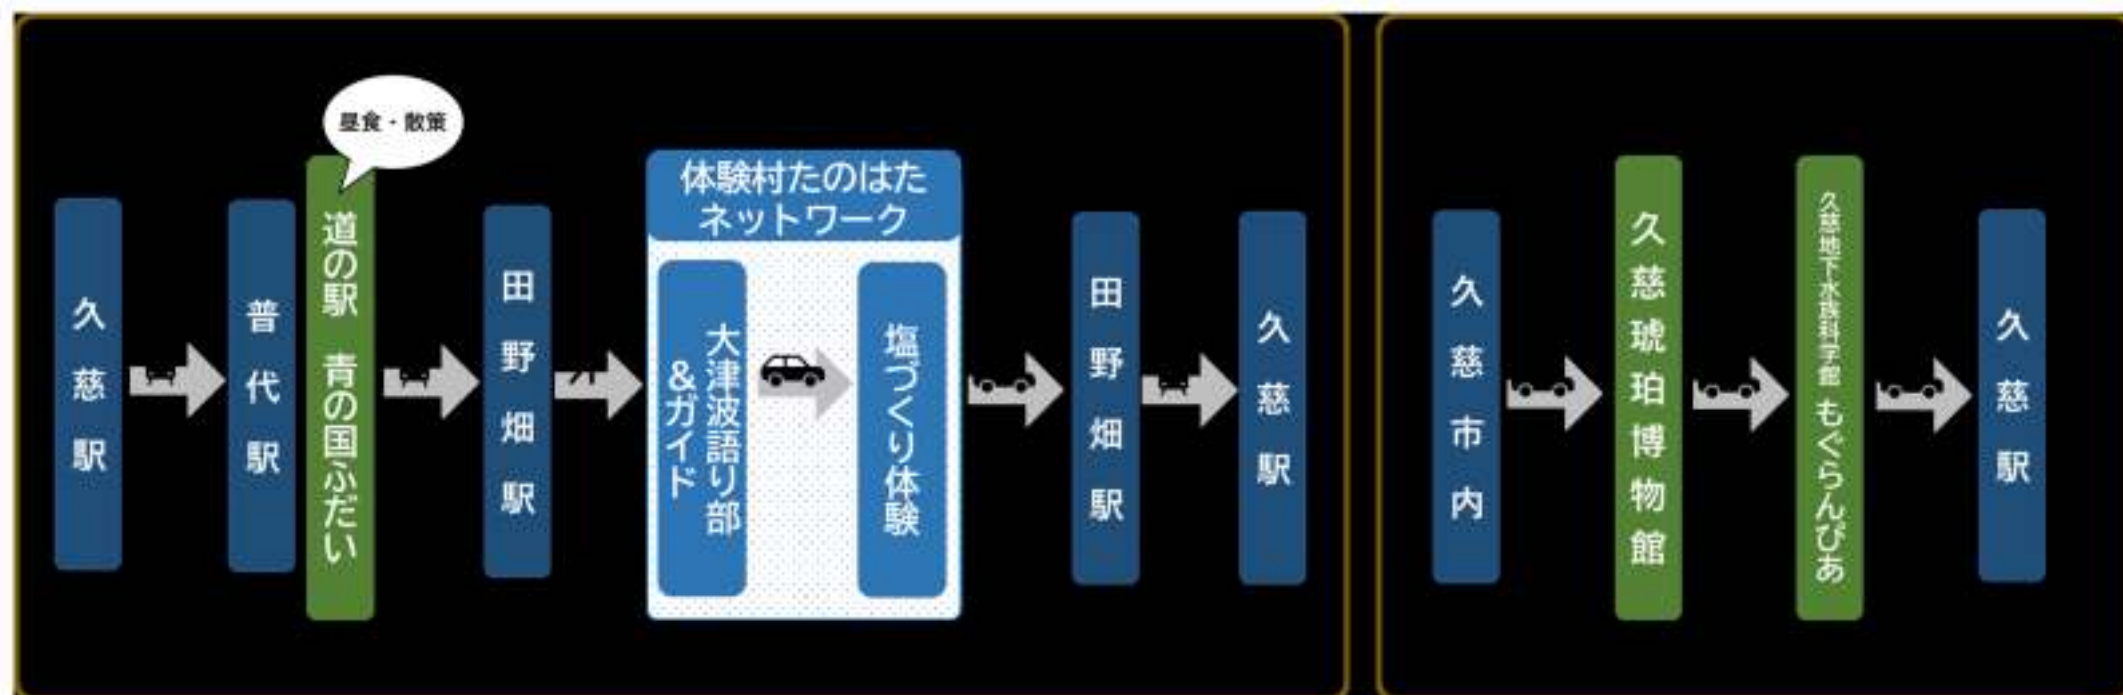 久慈駅
普代駅
昼食・散策
道の駅 青の国ふだい
田野畑駅
体験村たのはた
ネットワーク
大津波語り部
&ガイド
塩づくり体験
田野畑駅
久慈駅
久慈市内
久慈琥珀博物館
久慈地下水族科学館 もぐらんぴあ
久慈駅